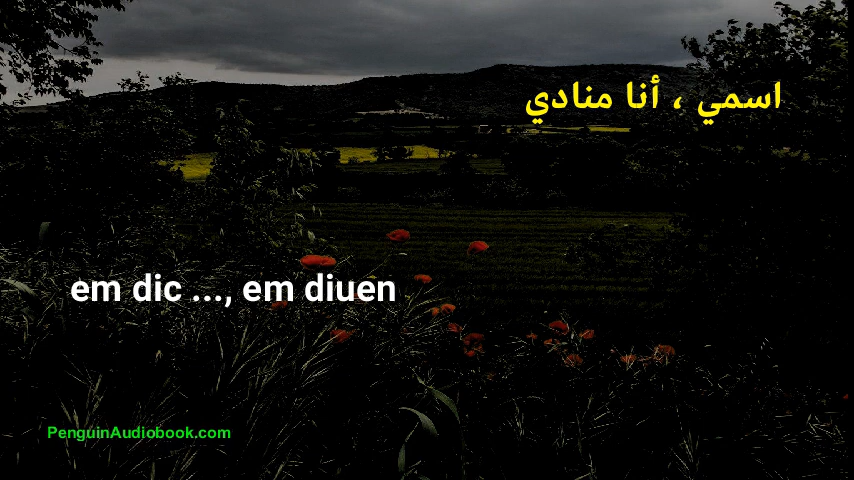 اسمي ، أنا منادي
em dic ..., em diuen
PenguinAudiobook.com